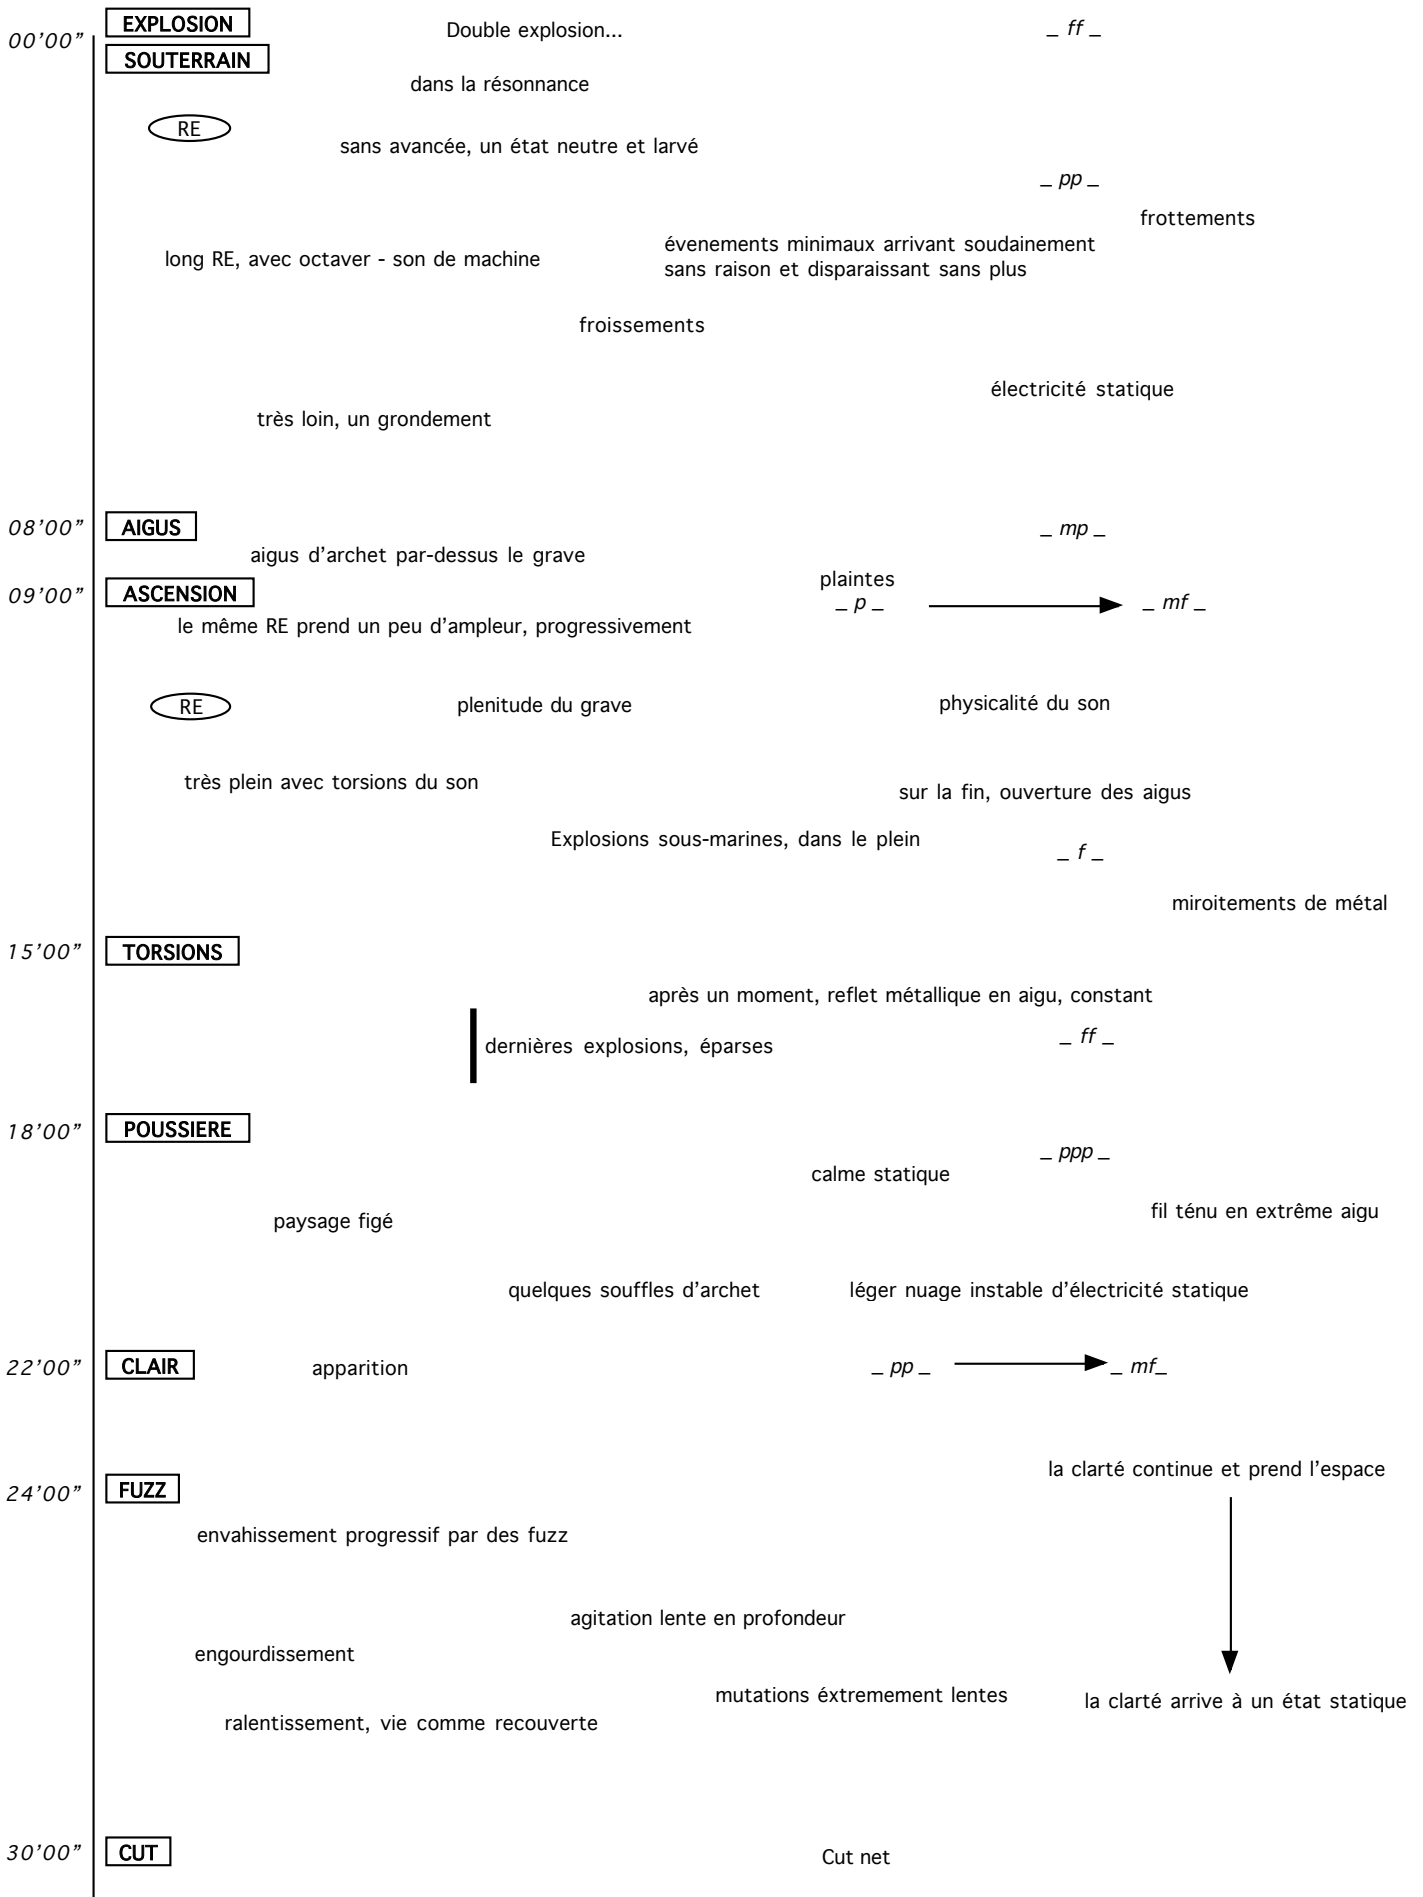 EXPLOSION
Double explosion...
_ ff _
00’00”
SOUTERRAIN
dans la résonnance
RE
sans avancée, un état neutre et larvé
_ pp _
frottements
long RE, avec octaver - son de machine
évenements minimaux arrivant soudainement
sans raison et disparaissant sans plus
froissements
électricité statique
très loin, un grondement
08’00”
AIGUS
_ mp _
aigus d’archet par-dessus le grave
plaintes
09’00”
ASCENSION
_ p _
_ mf _
le même RE prend un peu d’ampleur, progressivement
RE
plenitude du grave
physicalité du son
très plein avec torsions du son
sur la fin, ouverture des aigus
Explosions sous-marines, dans le plein
_ f _
miroitements de métal
15’00”
TORSIONS
après un moment, reflet métallique en aigu, constant
dernières explosions, éparses
_ ff _
18’00”
POUSSIERE
_ ppp _
calme statique
fil ténu en extrême aigu
paysage figé
quelques souffles d’archet
léger nuage instable d’électricité statique
22’00”
CLAIR
apparition
_ pp _
_ mf_
la clarté continue et prend l’espace
24’00”
FUZZ
envahissement progressif par des fuzz
agitation lente en profondeur
engourdissement
mutations éxtremement lentes
la clarté arrive à un état statique
ralentissement, vie comme recouverte
30’00”
CUT
Cut net